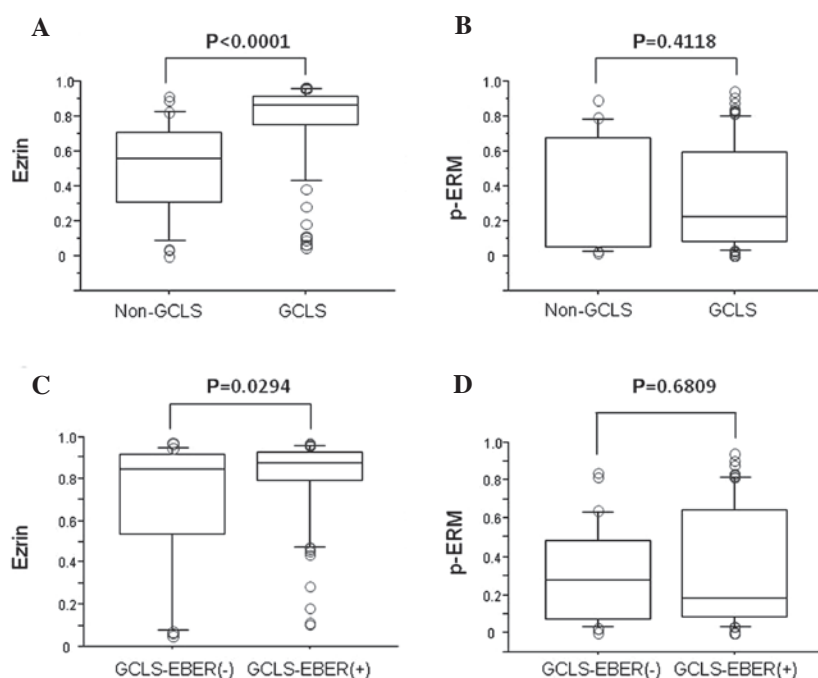 A
P<0.0001
Ezrin
1.0
0.8
0.6
0.4
0.2
0
Non-GCLS GCLS
B
P=0.4118
p-ERM
1.0
0.8
0.6
0.4
0.2
0
Non-GCLS GCLS
C
P=0.0294
Ezrin
1.0
0.8
0.6
0.4
0.2
0
GCLS-EBER(-) GCLS-EBER(+)
D
P=0.6809
p-ERM
1.0
0.8
0.6
0.4
0.2
0
GCLS-EBER(-) GCLS-EBER(+)